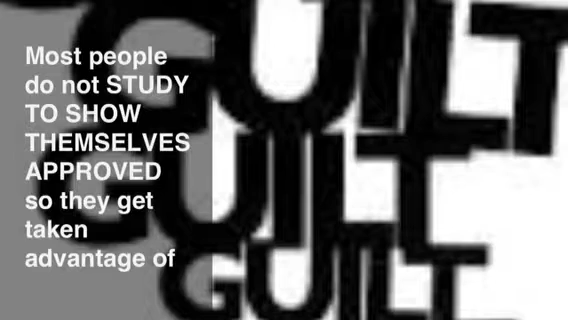 Most people
do not STUDY
TO SHOW
THEMSELVES
APPROVED
so they get
taken
advantage of
GUILT
GUILT
GUILT